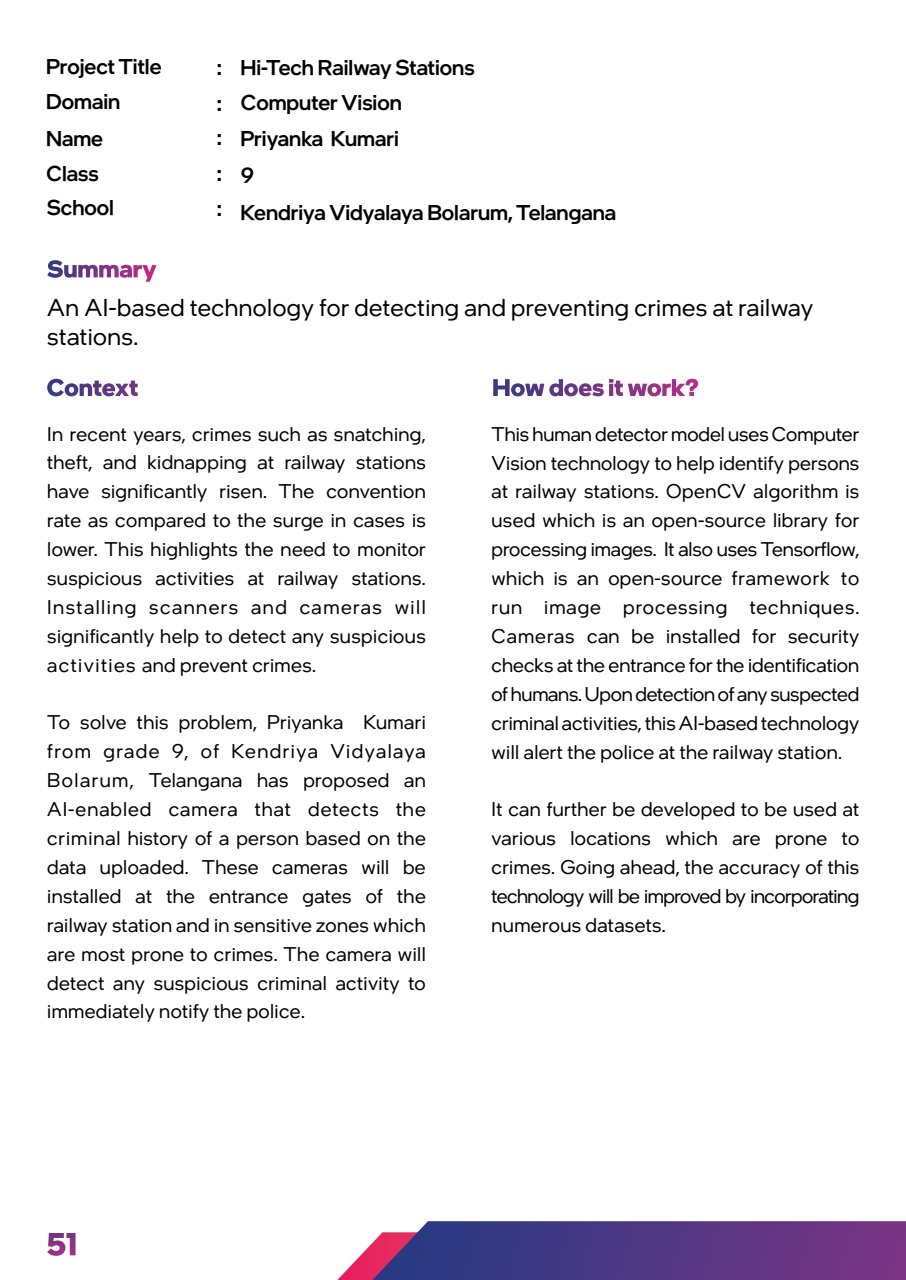 Project Title : Hi-Tech Railway Stations
Domain : Computer Vision
Name : Priyanka Kumari
Class : 9
School : Kendriya Vidyalaya Bolarum, Telangana
Summary
An AI-based technology for detecting and preventing crimes at railway
stations.
Context
In recent years, crimes such as snatching,
theft, and kidnapping at railway stations
have significantly risen. The convention
rate as compared to the surge in cases is
lower. This highlights the need to monitor
suspicious activities at railway stations.
Installing scanners and cameras will
significantly help to detect any suspicious
activities and prevent crimes.
To solve this problem, Priyanka Kumari
from grade 9, of Kendriya Vidyalaya
Bolarum, Telangana has proposed an
AI-enabled camera that detects the
criminal history of a person based on the
data uploaded. These cameras will be
installed at the entrance gates of the
railway station and in sensitive zones which
are most prone to crimes. The camera will
detect any suspicious criminal activity to
immediately notify the police.
How does it work?
This human detector model uses Computer
Vision technology to help identify persons
at railway stations. OpenCV algorithm is
used which is an open-source library for
processing images. It also uses Tensorflow,
which is an open-source framework to
run image processing techniques.
Cameras can be installed for security
checks at the entrance for the identification
of humans. Upon detection of any suspected
criminal activities, this AI-based technology
will alert the police at the railway station.
It can further be developed to be used at
various locations which are prone to
crimes. Going ahead, the accuracy of this
technology will be improved by incorporating
numerous datasets.
51